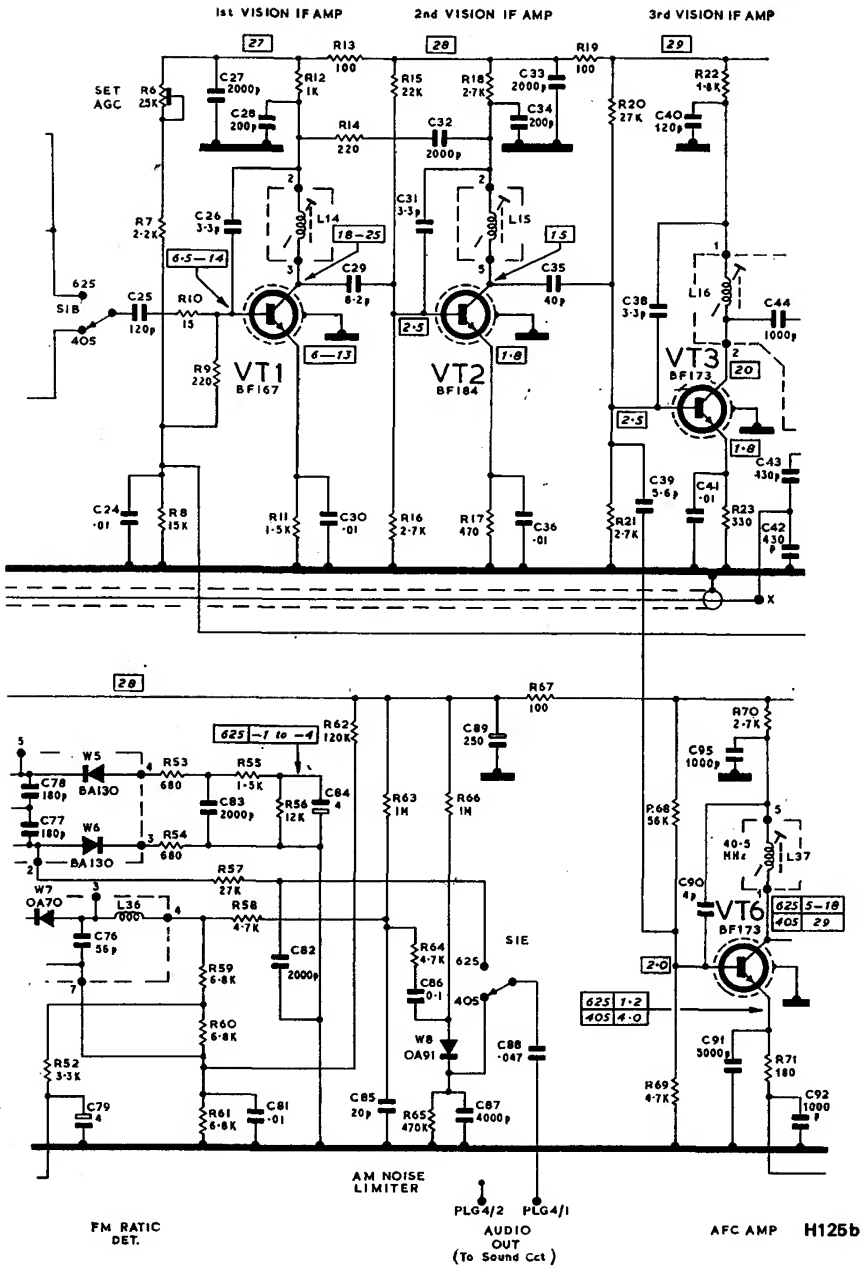 1st VISION IF AMP
2nd VISION IF AMP
3rd VISION IF AMP
27
28
29
R13
100
R19
100
SET
AGC
R6
25K
C27
2000p
R12
1K
R15
22K
R18
2·7K
C33
2000p
R22
1·8K
C28
200p
R14
220
C32
2000p
C34
200p
R20
27K
C40
120p
R7
2·2K
C26
3·3p
2
L14
3
C31
3·3p
2
L15
5
18–25
15
6·5–14
1
L16
2
625
S1B
405
C25
120p
R10
15
C29
8·2p
C35
40p
C38
3·3p
C44
1000p
R9
220
VT1
BF167
6–13
2·5
VT2
BF184
1·8
VT3
BF173
20
2·5
1·8
C24
·01
R8
15K
R11
1·5K
C30
·01
R16
2·7K
R17
470
C36
·01
R21
2·7K
C39
5·6p
C41
·01
R23
330
C43
430p
C42
430
p
X
28
R67
100
625 -1 to -4
R62
120K
C89
250
R70
2·7K
5
W5
BA130
4
R53
680
R55
1·5K
C95
1000p
C78
180p
C77
180p
C83
2000p
R56
12K
C84
4
R63
1M
R66
1M
R68
56K
W6
BA130
3
R54
680
5
40·5
MHz
L37
1
2
R57
27K
W7
OA70
3
L36
4
R58
4·7K
C90
4p
VT6
BF173
625 5–18
405 29
C76
56p
7
C82
2000p
R64
4·7K
S1E
625
405
2·0
R59
6·8K
C86
0·1
R60
6·8K
W8
OA91
C88
·047
625 1·2
405 4·0
R52
3·3K
C79
4
R61
6·8K
C81
·01
C85
20p
R65
470K
C87
4000p
R69
4·7K
C91
5000p
R71
180
C92
1000
p
AM NOISE
LIMITER
PLG4/2
PLG4/1
FM RATIC
DET.
AUDIO
OUT
(To Sound Cct)
AFC AMP
H125b